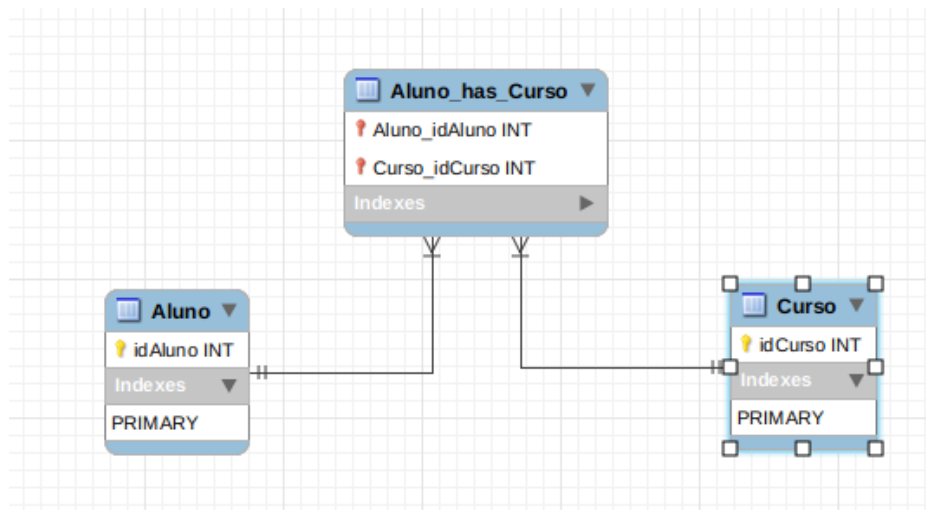 Aluno_has_Curso
Aluno_idAluno INT
Curso_idCurso INT
Indexes
Aluno
idAluno INT
Indexes
PRIMARY
Curso
idCurso INT
Indexes
PRIMARY